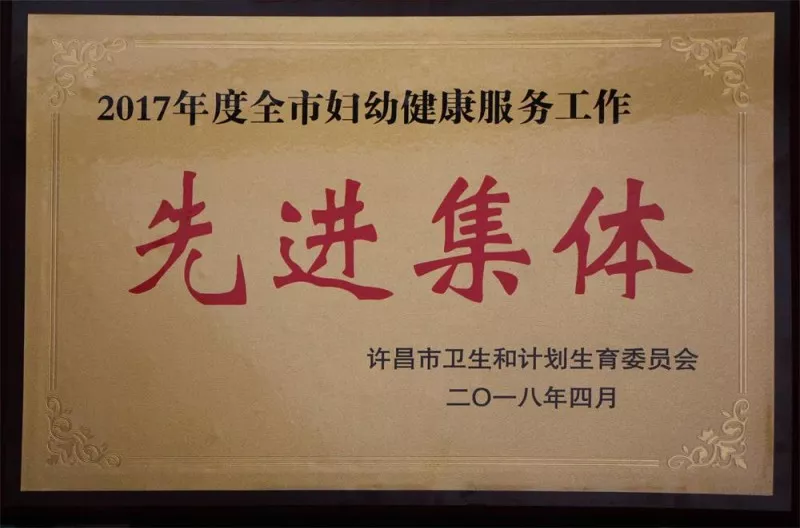 2017年度全市妇幼健康服务工作
先进集体
许昌市卫生和计划生育委员会
二〇一八年四月